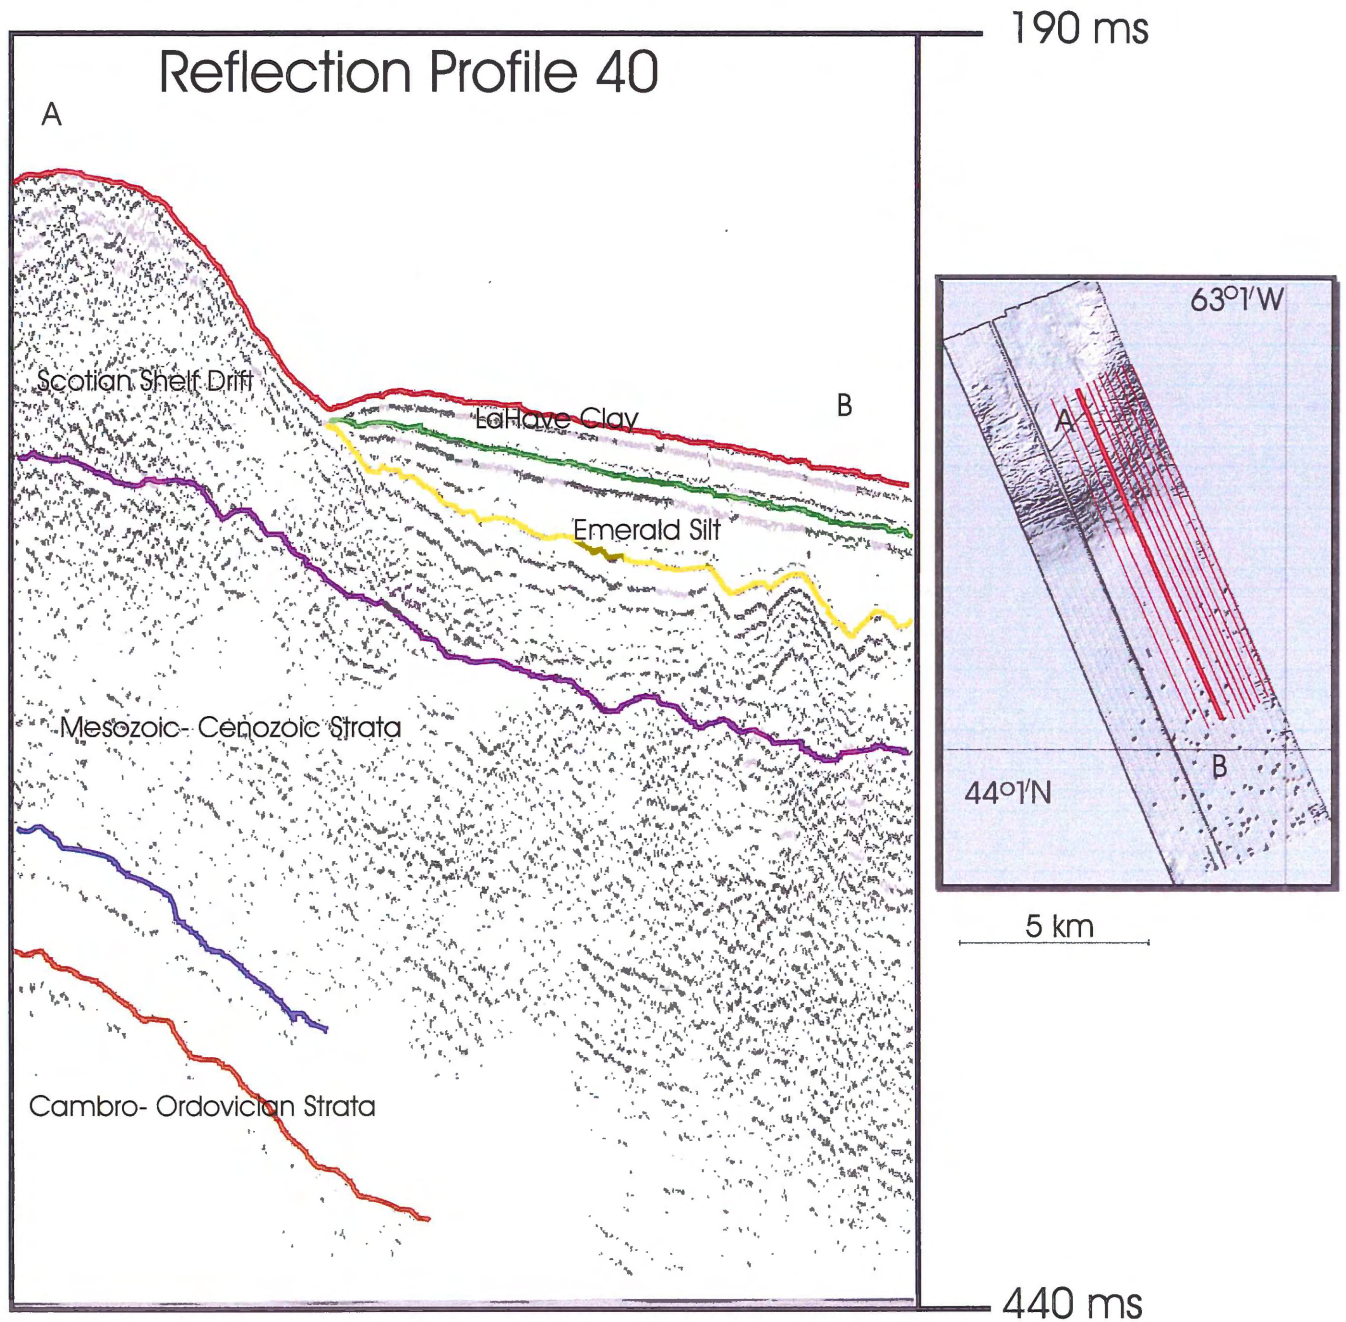 190 ms
Reflection Profile 40
A
63°1'W
Scotian Shelf Drift
LaHave Clay
B
A
Emerald Silt
Mesozoic- Cenozoic Strata
B
44°1'N
5 km
Cambro- Ordovician Strata
440 ms